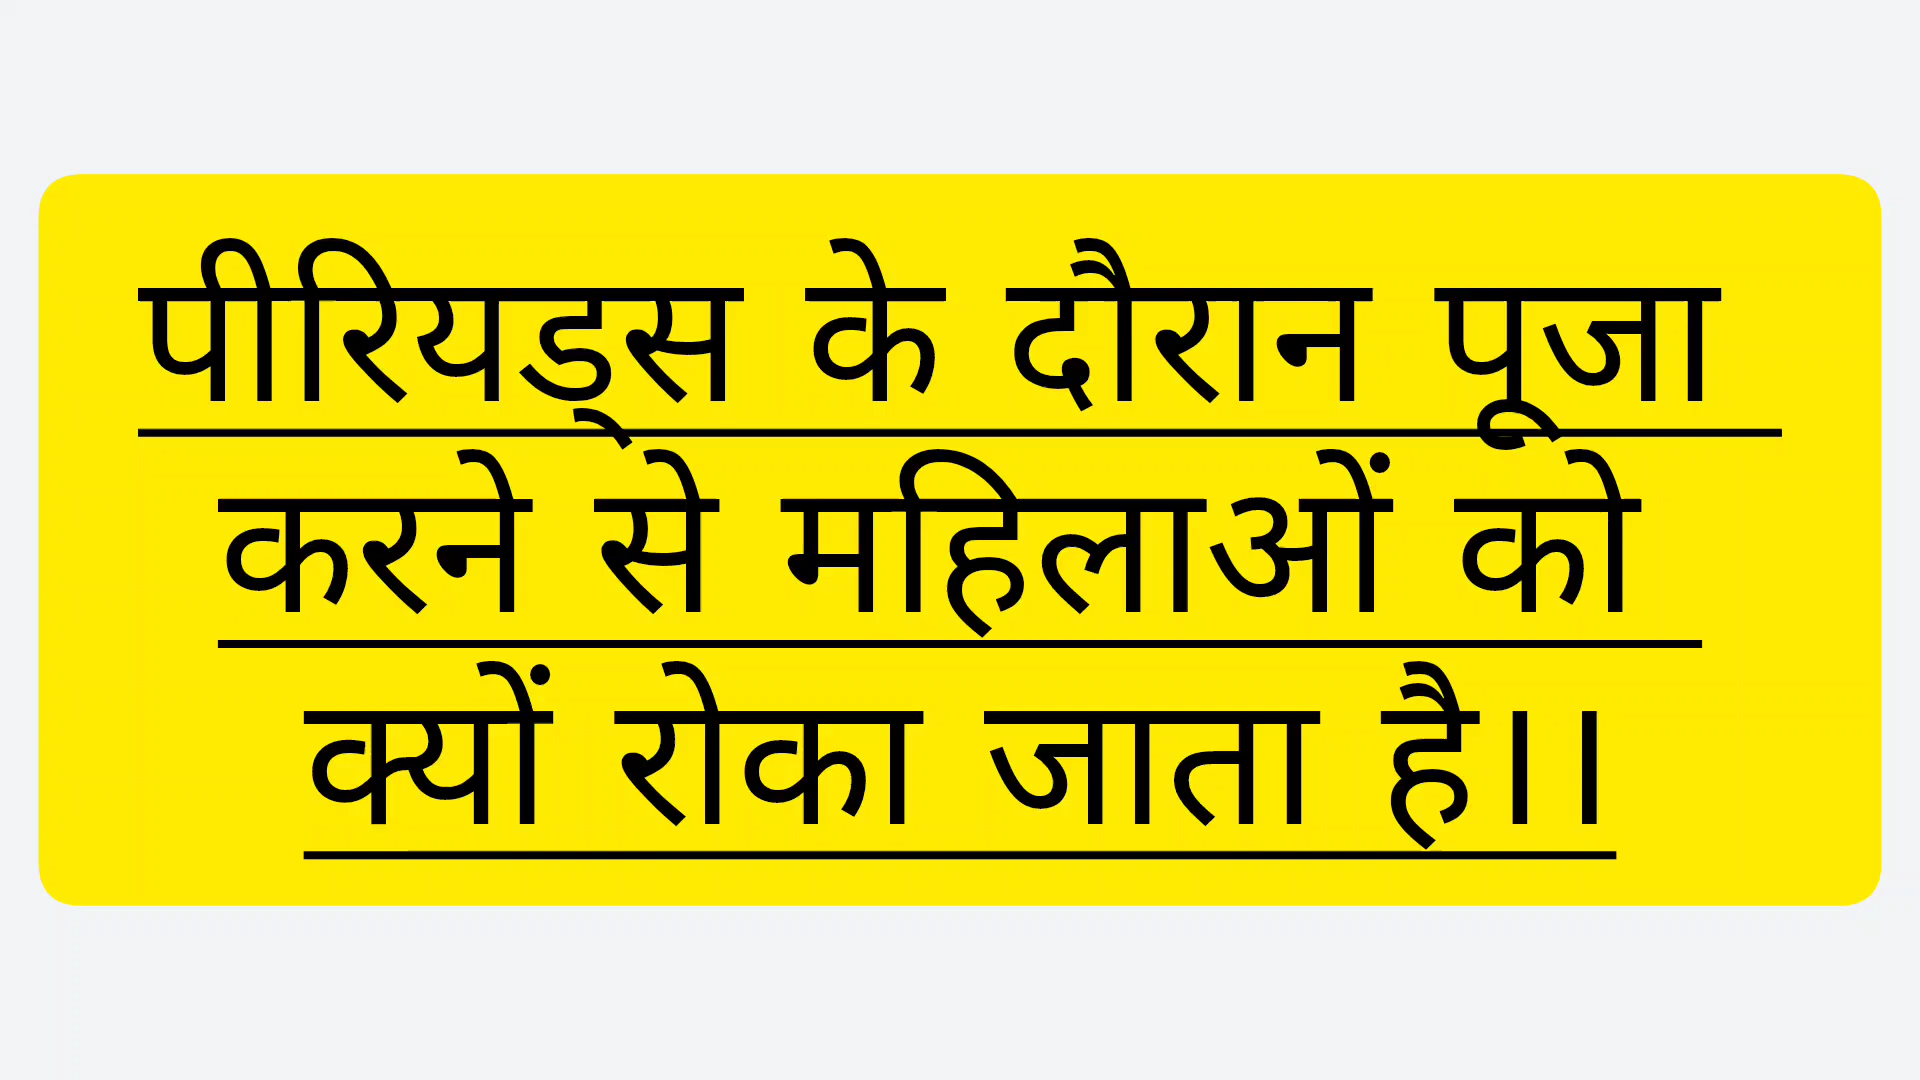 पीरियड्स के दौरान पूजा
करने से महिलाओं को
क्यों रोका जाता है।।